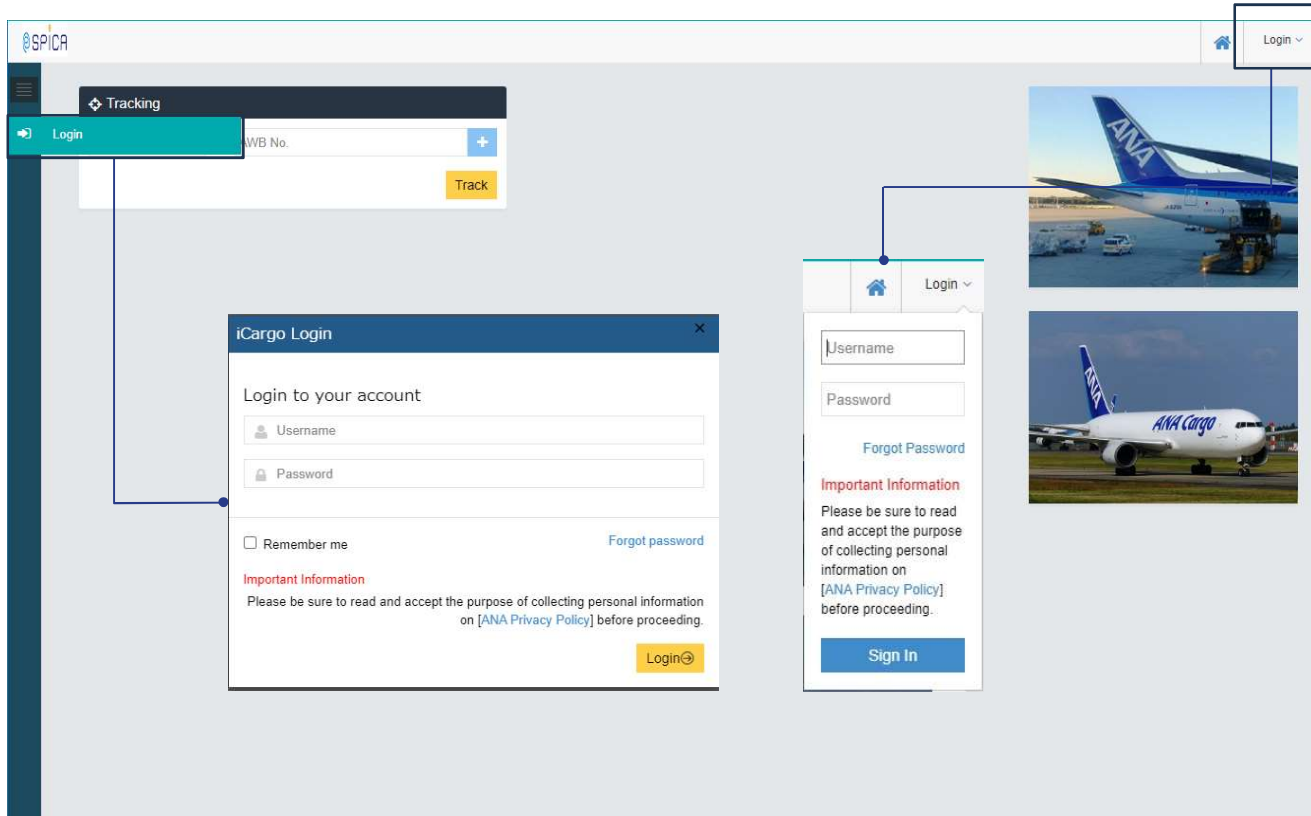 SPICA
Login
Tracking
Login
AWB No.
+
Track
ANA
Login
iCargo Login
×
Username
Login to your account
Password
Username
Forgot Password
Password
Important Information
Please be sure to read
and accept the purpose
of collecting personal
information on
[ANA Privacy Policy]
before proceeding.
Remember me
Forgot password
Important Information
Please be sure to read and accept the purpose of collecting personal information
on [ANA Privacy Policy] before proceeding.
Sign In
Login
ANA
ANA Cargo